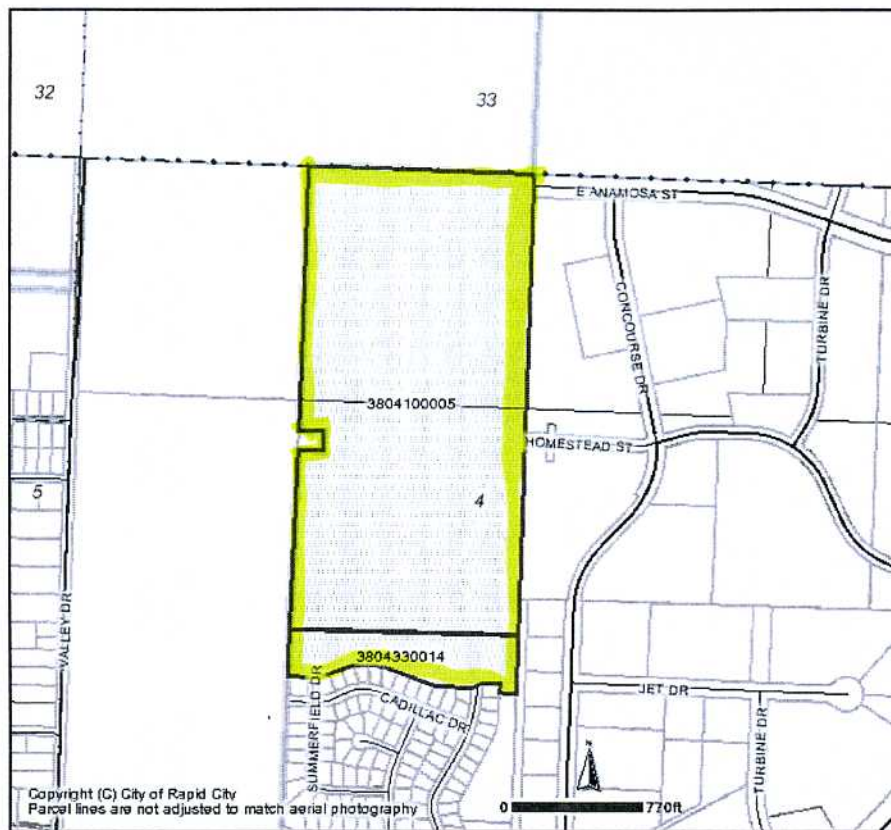 32
33
E ANAMOSA ST
CONCOURSE DR
TURBINE DR
3804100005
HOMESTEAD ST
5
4
VALLEY DR
3804330014
SUMMERFIELD DR
CADILLAC DR
JET DR
TURBINE DR
N
Copyright (C) City of Rapid City
Parcel lines are not adjusted to match aerial photography
0 770ft